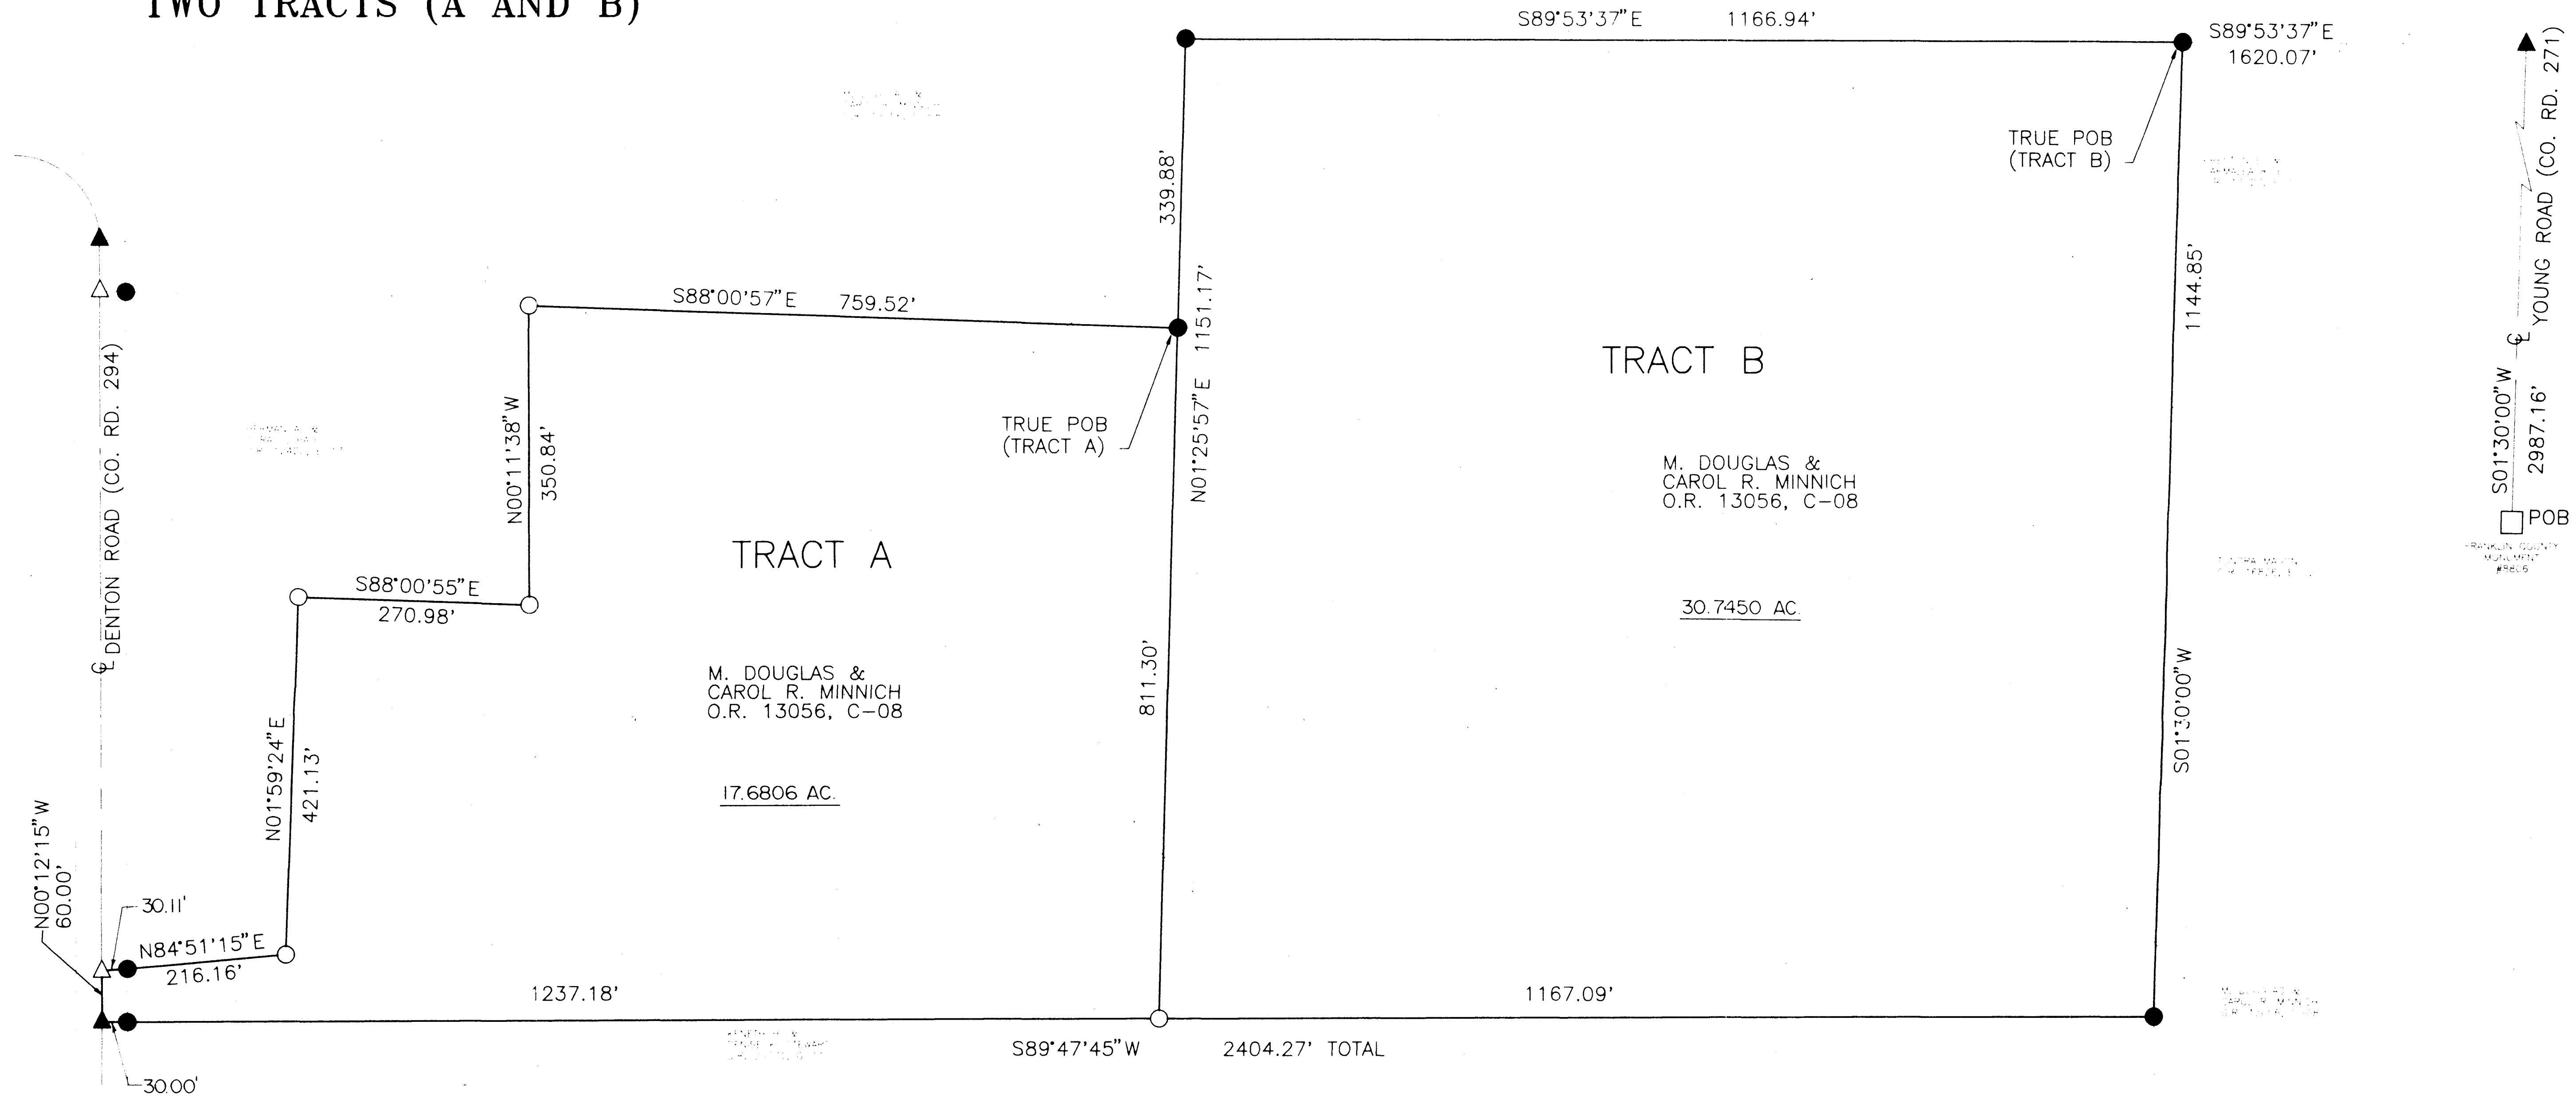 TWO TRACTS (A AND B)
S89°53'37"E 1166.94'
S89°53'37"E
1620.07'
YOUNG ROAD (CO. RD. 271)
TRUE POB
(TRACT B)
339.88'
1144.85'
S88°00'57"E 759.52'
N01°25'57"E 1151.17'
DENTON ROAD (CO. RD. 294)
TRACT B
S01°30'00"W
2987.16'
N00°11'38"W
350.84'
TRUE POB
(TRACT A)
M. DOUGLAS &
CAROL R. MINNICH
O.R. 13056, C-08
POB
FRANKLIN COUNTY
MONUMENT
#8806
TRACT A
S88°00'55"E
270.98'
30.7450 AC.
811.30'
M. DOUGLAS &
CAROL R. MINNICH
O.R. 13056, C-08
S01°30'00"W
N01°59'24"E
421.13'
17.6806 AC.
N00°12'15"W
60.00'
30.11'
N84°51'15"E
216.16'
1237.18'
1167.09'
S89°47'45"W 2404.27' TOTAL
30.00'